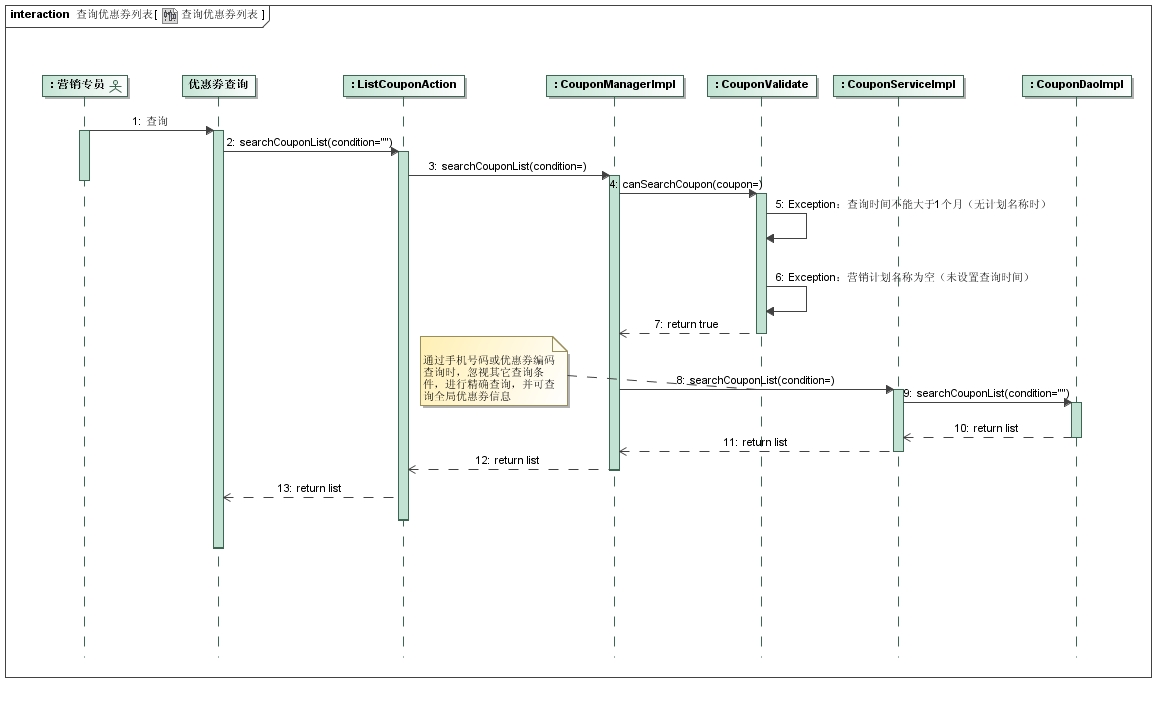 interaction 查询优惠券列表[ 查询优惠券列表 ]
: 营销专员
优惠券查询
: ListCouponAction
: CouponManagerImpl
: CouponValidate
: CouponServiceImpl
: CouponDaoImpl
1: 查询
2: searchCouponList(condition="")
3: searchCouponList(condition=)
4: canSearchCoupon(coupon=)
5: Exception：查询时间不能大于1个月（无计划名称时）
6: Exception：营销计划名称为空（未设置查询时间）
7: return true
通过手机号码或优惠券编码
查询时，忽视其它查询条
件，进行精确查询，并可查
询全局优惠券信息
8: searchCouponList(condition=)
9: searchCouponList(condition="")
10: return list
11: return list
12: return list
13: return list